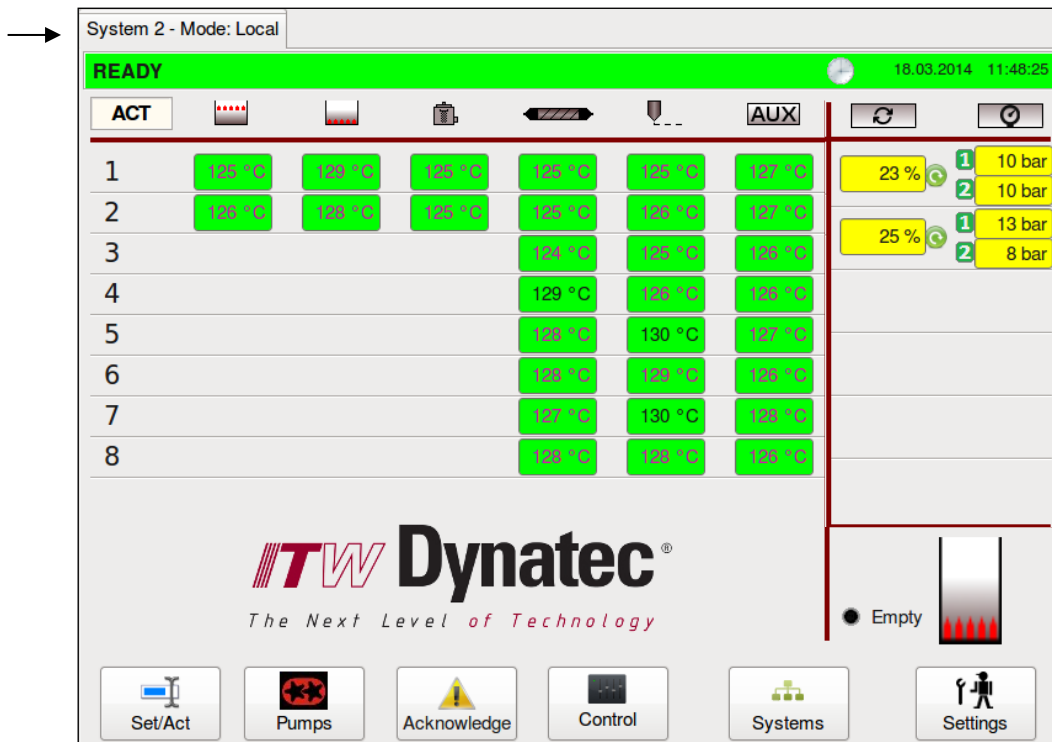 System 2 - Mode: Local
READY 18.03.2014 11:48:25
ACT AUX
1 125 °C 129 °C 125 °C 125 °C 125 °C 127 °C 23 % 1 10 bar
2 10 bar
2 126 °C 128 °C 125 °C 125 °C 126 °C 127 °C 25 % 1 13 bar
2 8 bar
3 124 °C 125 °C 126 °C
4 129 °C 126 °C 126 °C
5 128 °C 130 °C 127 °C
6 128 °C 129 °C 126 °C
7 127 °C 130 °C 128 °C
8 128 °C 128 °C 126 °C
ITW Dynatec®
The Next Level of Technology
Empty
Set/Act Pumps Acknowledge Control Systems Settings